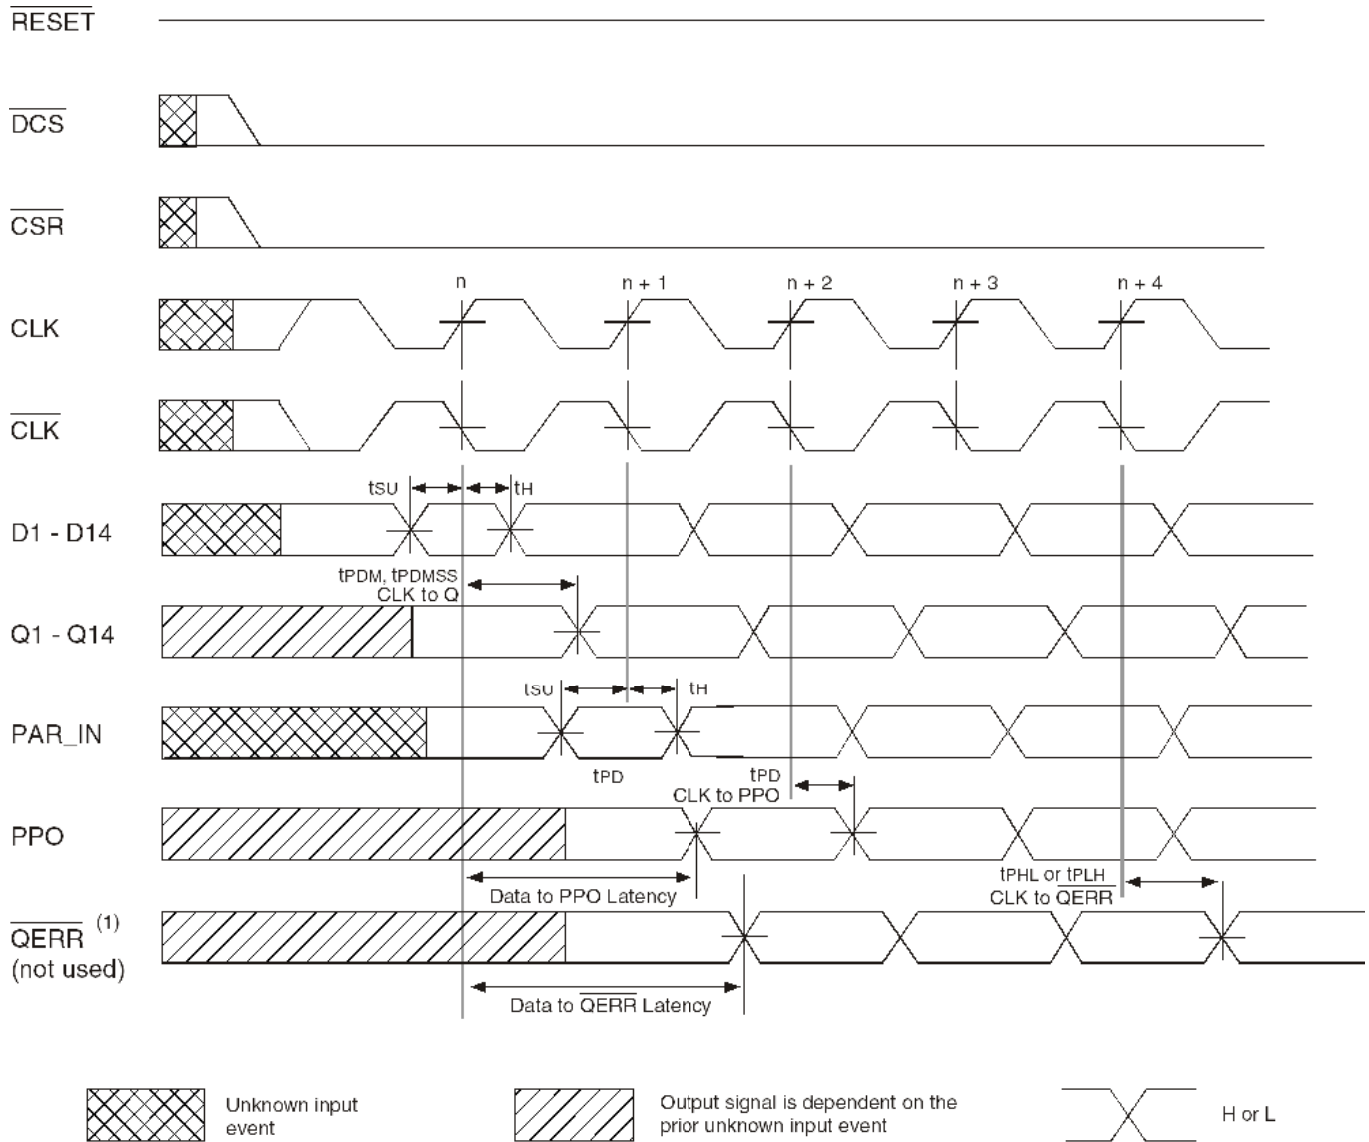 RESET
DCS
CSR
n
n + 1
n + 2
n + 3
n + 4
CLK
CLK
tSU
tH
D1 - D14
tPDM, tPDMSS
CLK to Q
Q1 - Q14
tSU
tH
PAR_IN
tPD
tPD
CLK to PPO
PPO
Data to PPO Latency
tPHL or tPLH
CLK to QERR
QERR (1)
(not used)
Data to QERR Latency
Unknown input
event
Output signal is dependent on the
prior unknown input event
H or L